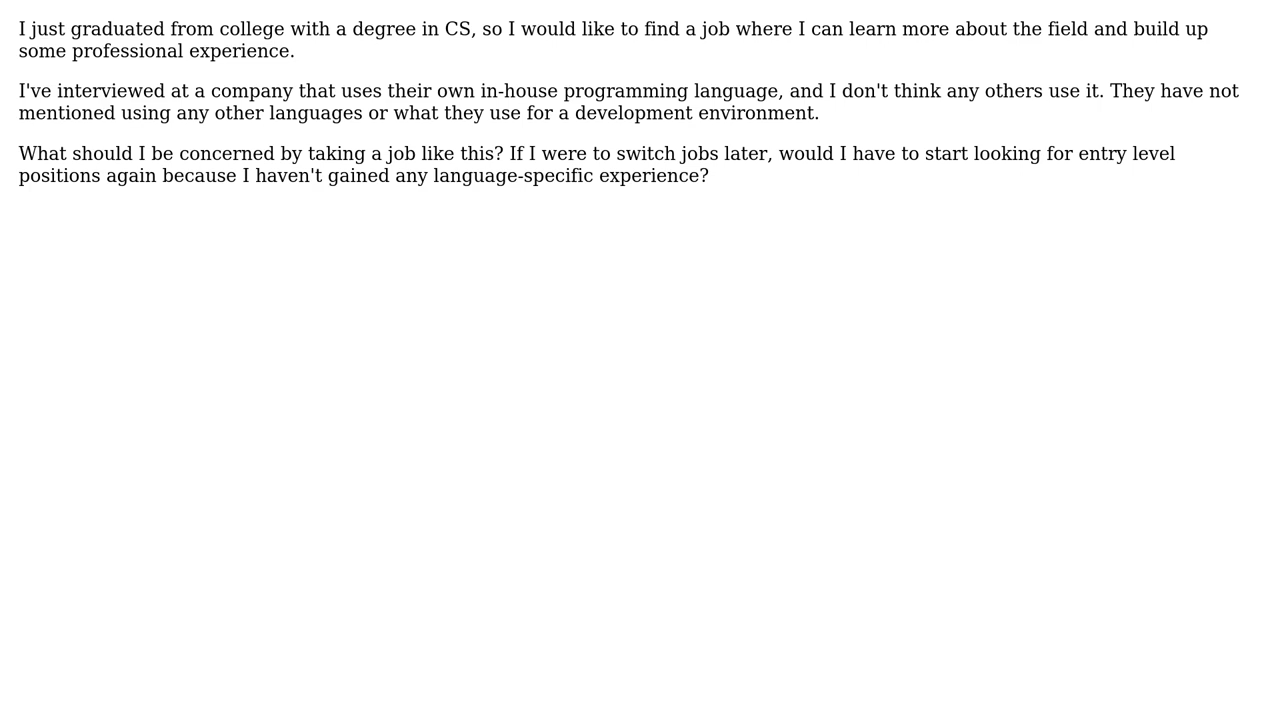 I just graduated from college with a degree in CS, so I would like to find a job where I can learn more about the field and build up
some professional experience.
I've interviewed at a company that uses their own in-house programming language, and I don't think any others use it. They have not
mentioned using any other languages or what they use for a development environment.
What should I be concerned by taking a job like this? If I were to switch jobs later, would I have to start looking for entry level
positions again because I haven't gained any language-specific experience?